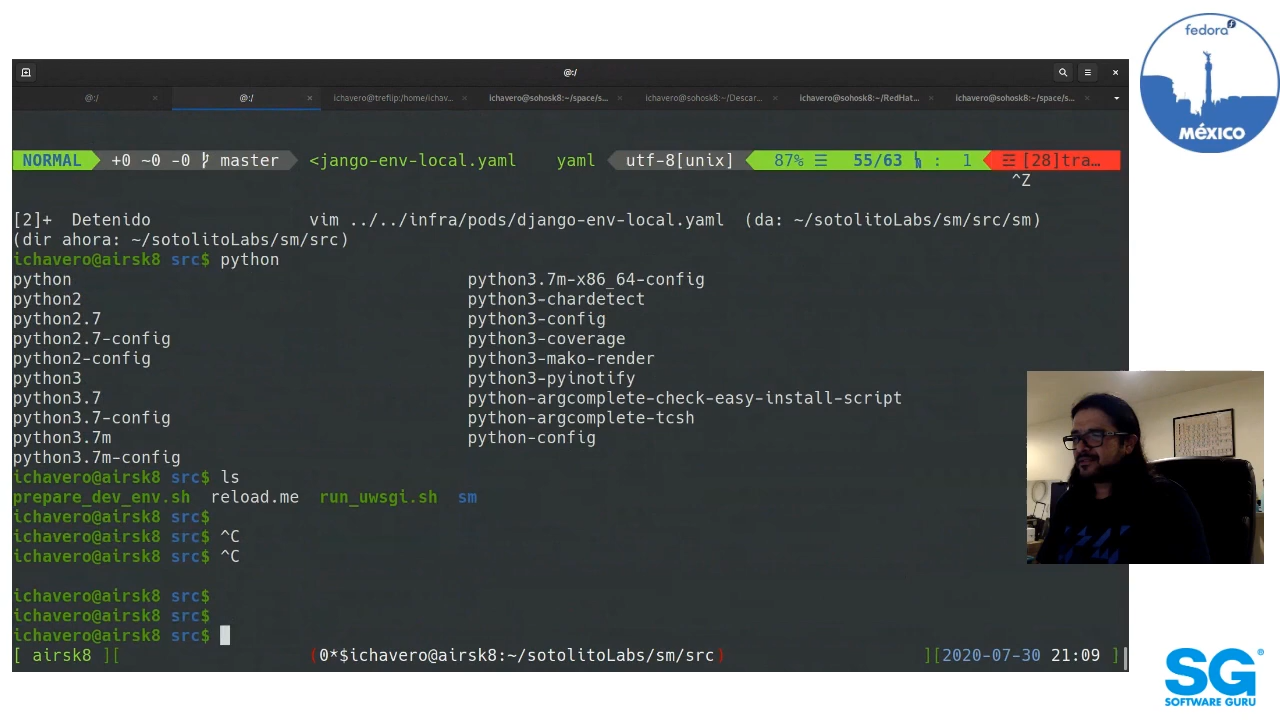 fedora
MÉXICO
@:/
@:/
@:/
ichavero@treflip:/home/ichav...
ichavero@sohosk8:~/space/s...
ichavero@sohosk8:~/Descar...
ichavero@sohosk8:~/RedHat...
ichavero@sohosk8:~/space/s...
NORMAL +0 ~0 -0 master <jango-env-local.yaml yaml utf-8[unix] 87% ☰ 55/63 : 1 ☲ [28]tra…
^Z
[2]+ Detenido vim ../../infra/pods/django-env-local.yaml (da: ~/sotolitoLabs/sm/src/sm)
(dir ahora: ~/sotolitoLabs/sm/src)
ichavero@airsk8 src$ python
python python3.7m-x86_64-config
python2 python3-chardetect
python2.7 python3-config
python2.7-config python3-coverage
python2-config python3-mako-render
python3 python3-pyinotify
python3.7 python-argcomplete-check-easy-install-script
python3.7-config python-argcomplete-tcsh
python3.7m python-config
python3.7m-config
ichavero@airsk8 src$ ls
prepare_dev_env.sh reload.me run_uwsgi.sh sm
ichavero@airsk8 src$
ichavero@airsk8 src$ ^C
ichavero@airsk8 src$ ^C
ichavero@airsk8 src$
ichavero@airsk8 src$
ichavero@airsk8 src$
[ airsk8 ][ (0*$ichavero@airsk8:~/sotolitoLabs/sm/src) ][2020-07-30 21:09 ]
SG®
SOFTWARE GURU